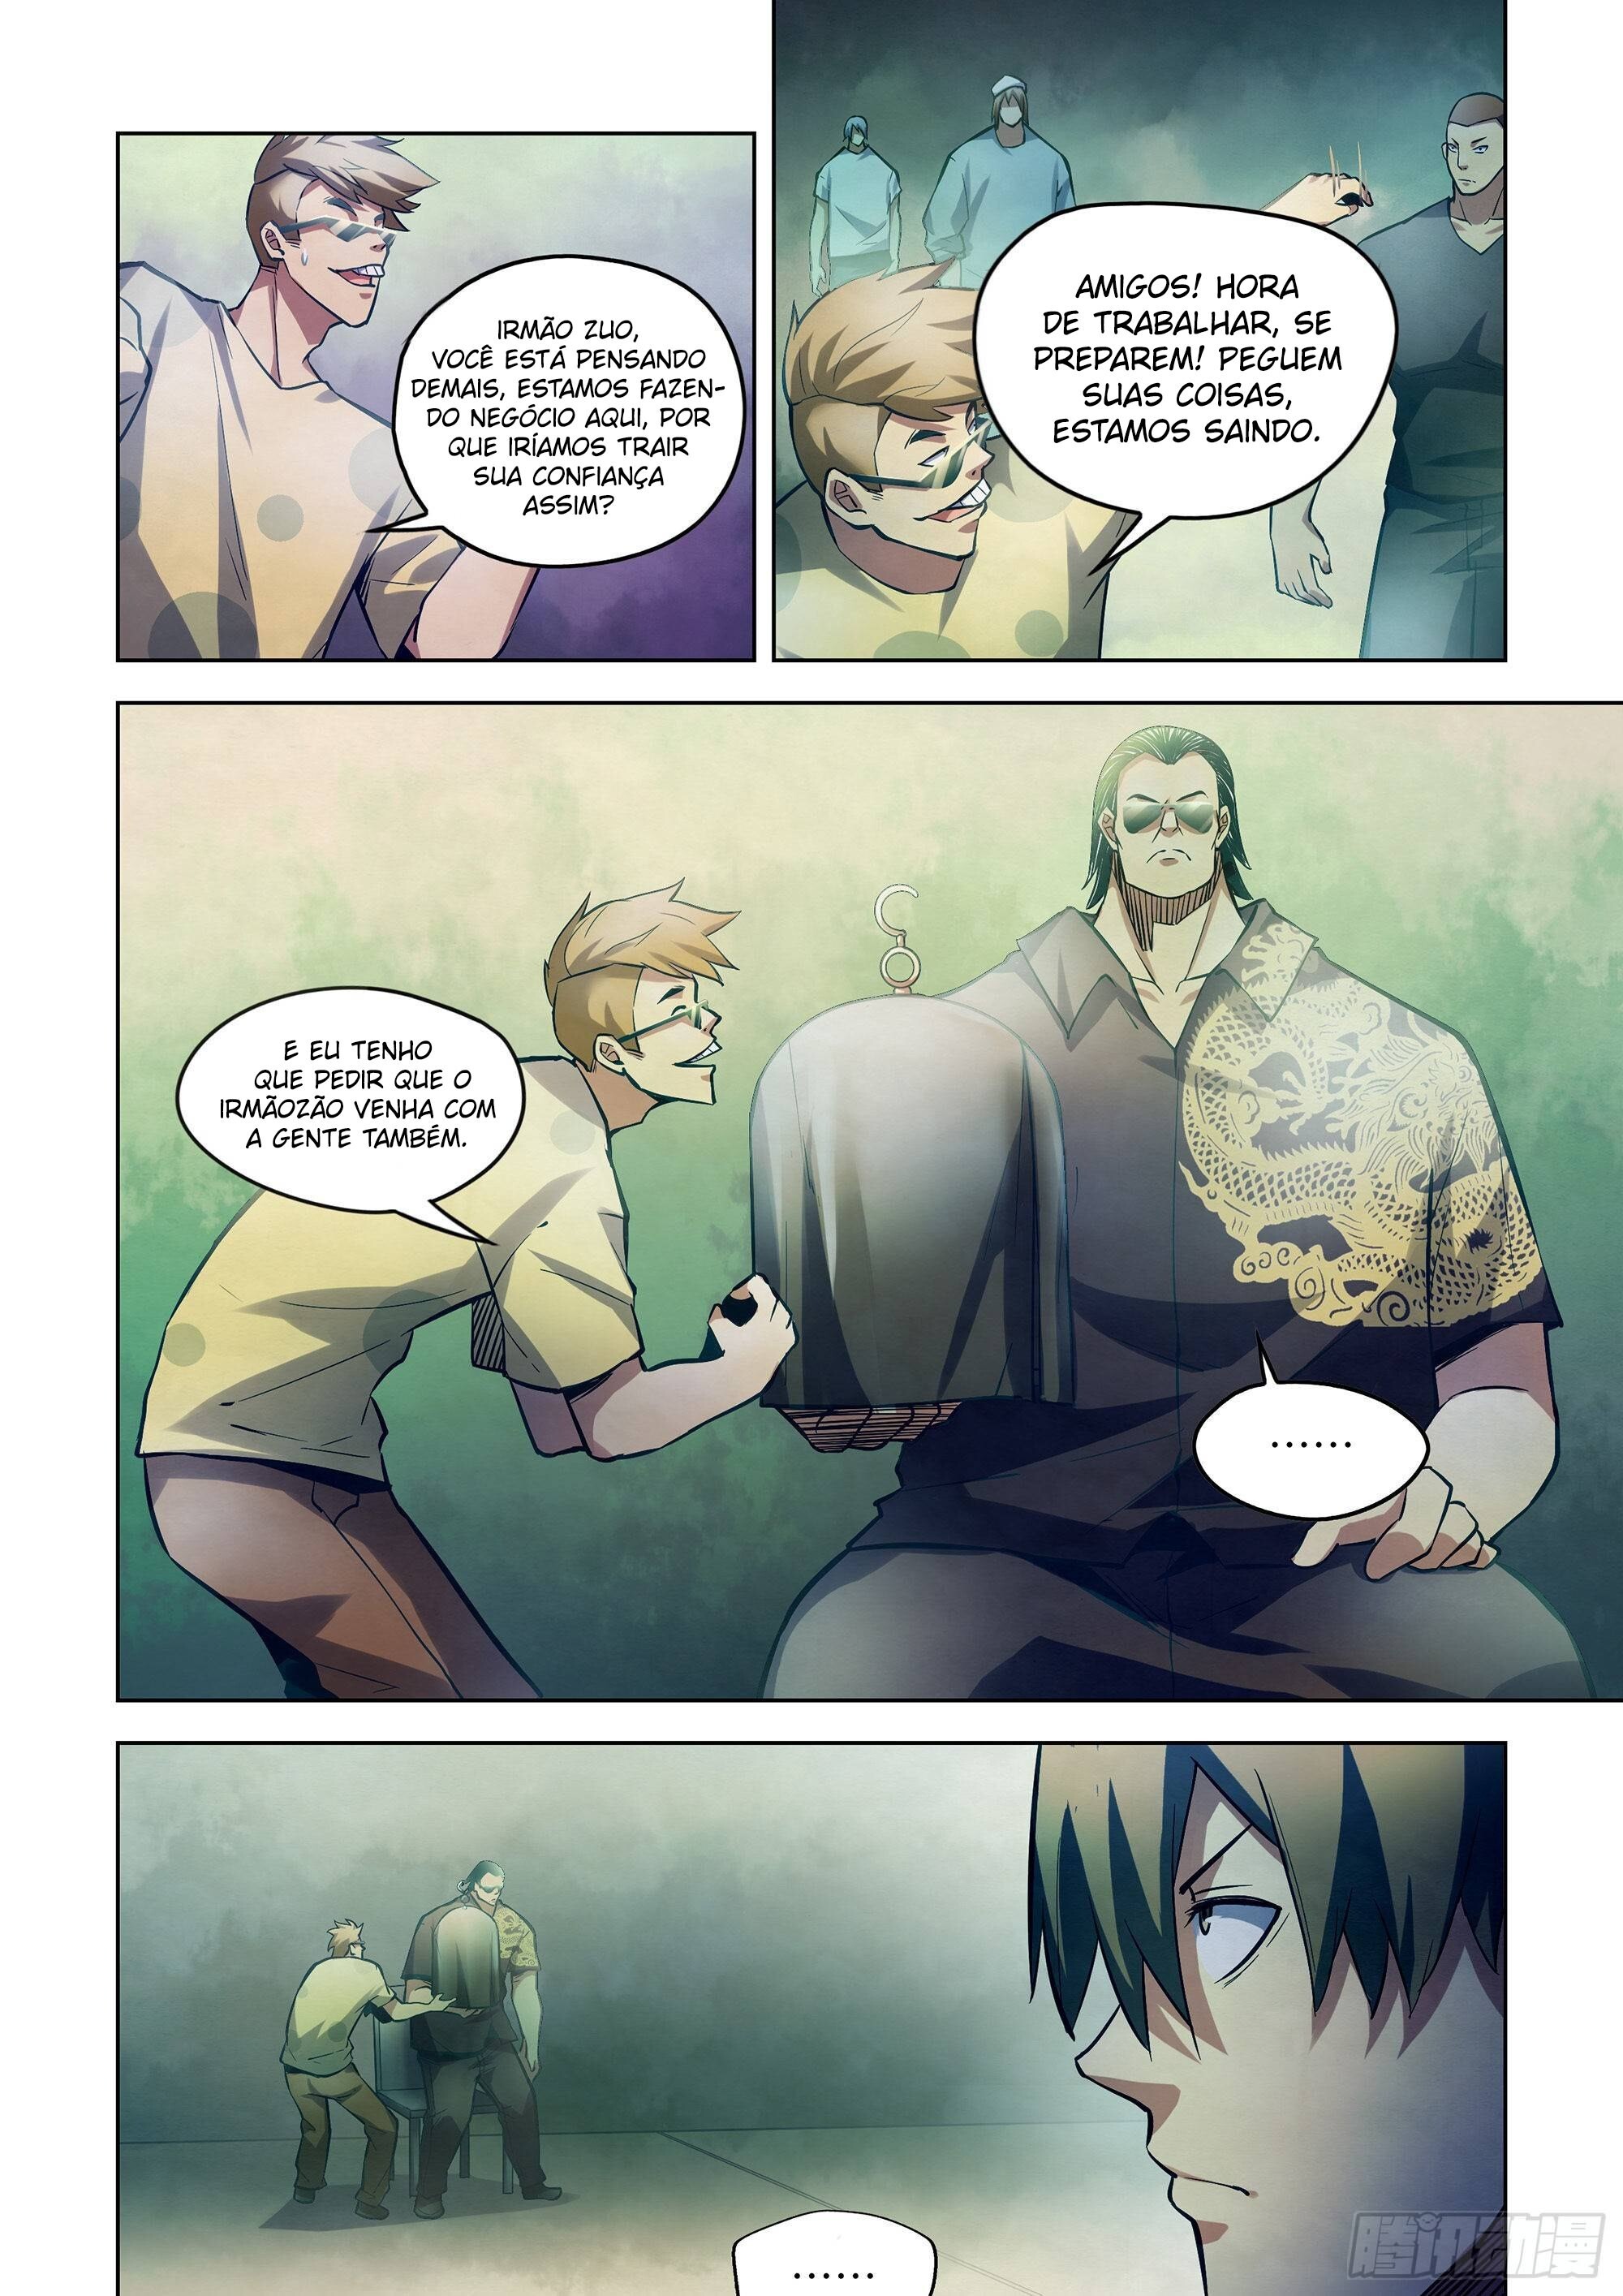 IRMÃO ZUO,
VOCÊ ESTÁ PENSANDO
DEMAIS, ESTAMOS FAZEN-
DO NEGÓCIO AQUI, POR
QUE IRÍAMOS TRAIR
SUA CONFIANÇA
ASSIM?
AMIGOS! HORA
DE TRABALHAR, SE
PREPAREM! PEGUEM
SUAS COISAS,
ESTAMOS SAINDO.
E EU TENHO
QUE PEDIR QUE O
IRMÃOZÃO VENHA COM
A GENTE TAMBÉM.
......
......
腾讯动漫